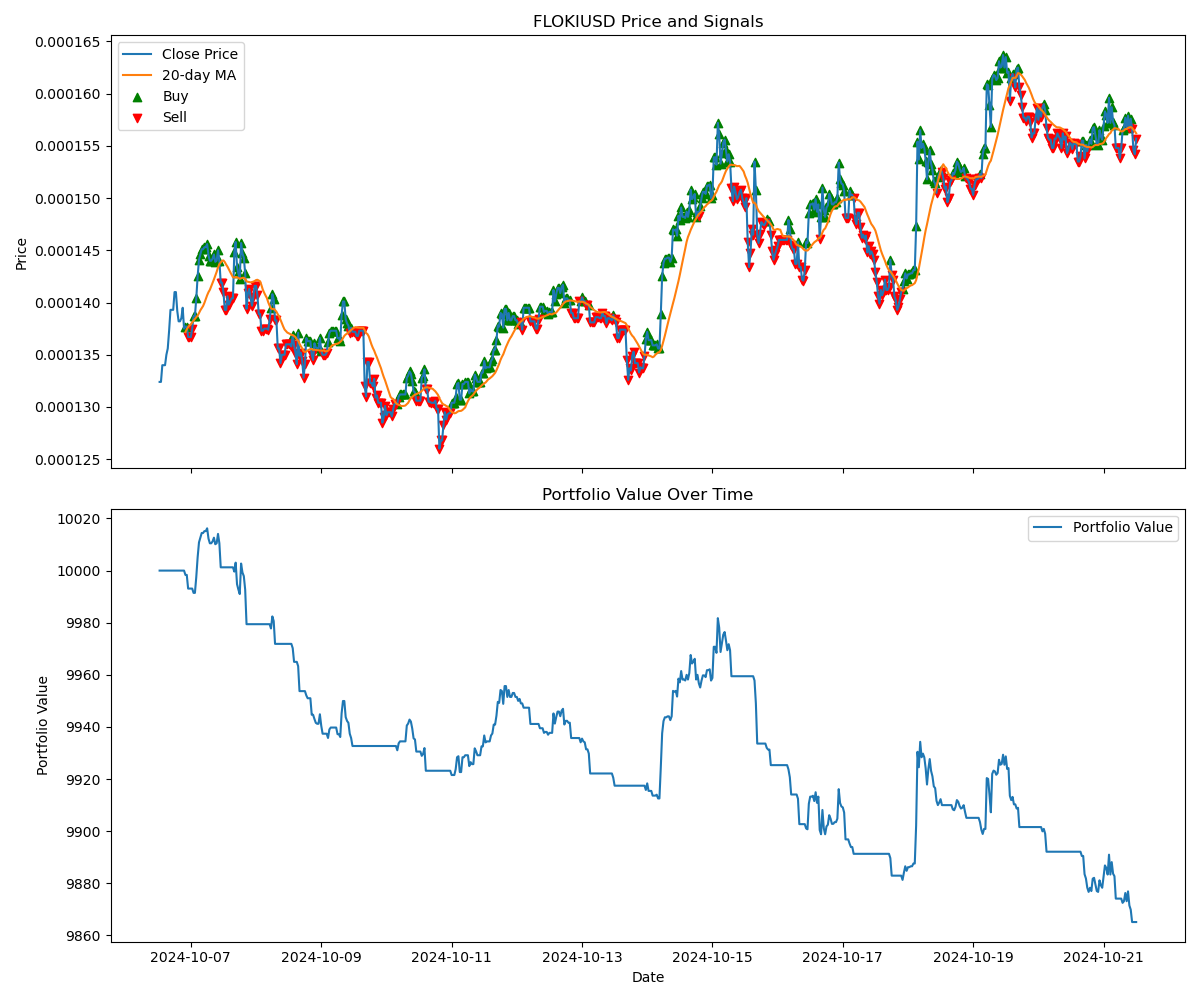 FLOKIUSD Price and Signals
Price
0.000165
0.000160
0.000155
0.000150
0.000145
0.000140
0.000135
0.000130
0.000125
Close Price
20-day MA
Buy
Sell
Portfolio Value Over Time
Portfolio Value
10020
10000
9980
9960
9940
9920
9900
9880
9860
Portfolio Value
2024-10-07 2024-10-09 2024-10-11 2024-10-13 2024-10-15 2024-10-17 2024-10-19 2024-10-21
Date